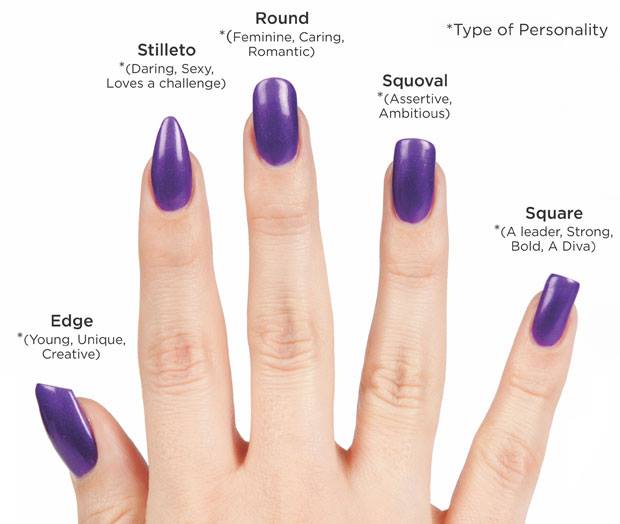 Round
*(Feminine, Caring,
Romantic)
*Type of Personality
Stilleto
*(Daring, Sexy,
Loves a challenge)
Squoval
*(Assertive,
Ambitious)
Square
*(A leader, Strong,
Bold, A Diva)
Edge
*(Young, Unique,
Creative)